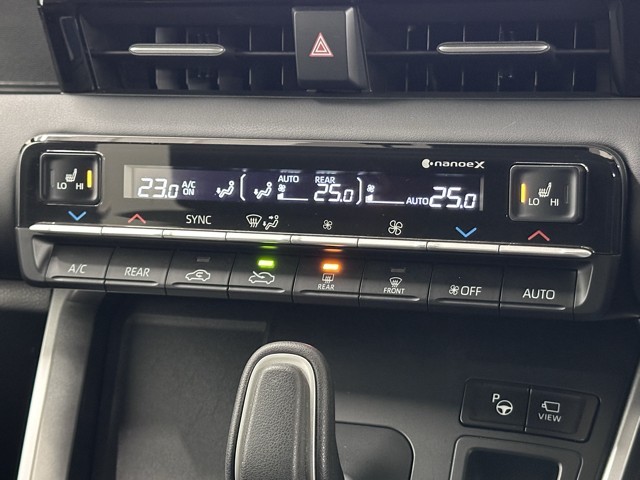 nanoeX
LO HI
23.0 A/C ON AUTO REAR 25.0 AUTO 25.0
LO HI
SYNC
A/C REAR REAR FRONT OFF AUTO
P VIEW